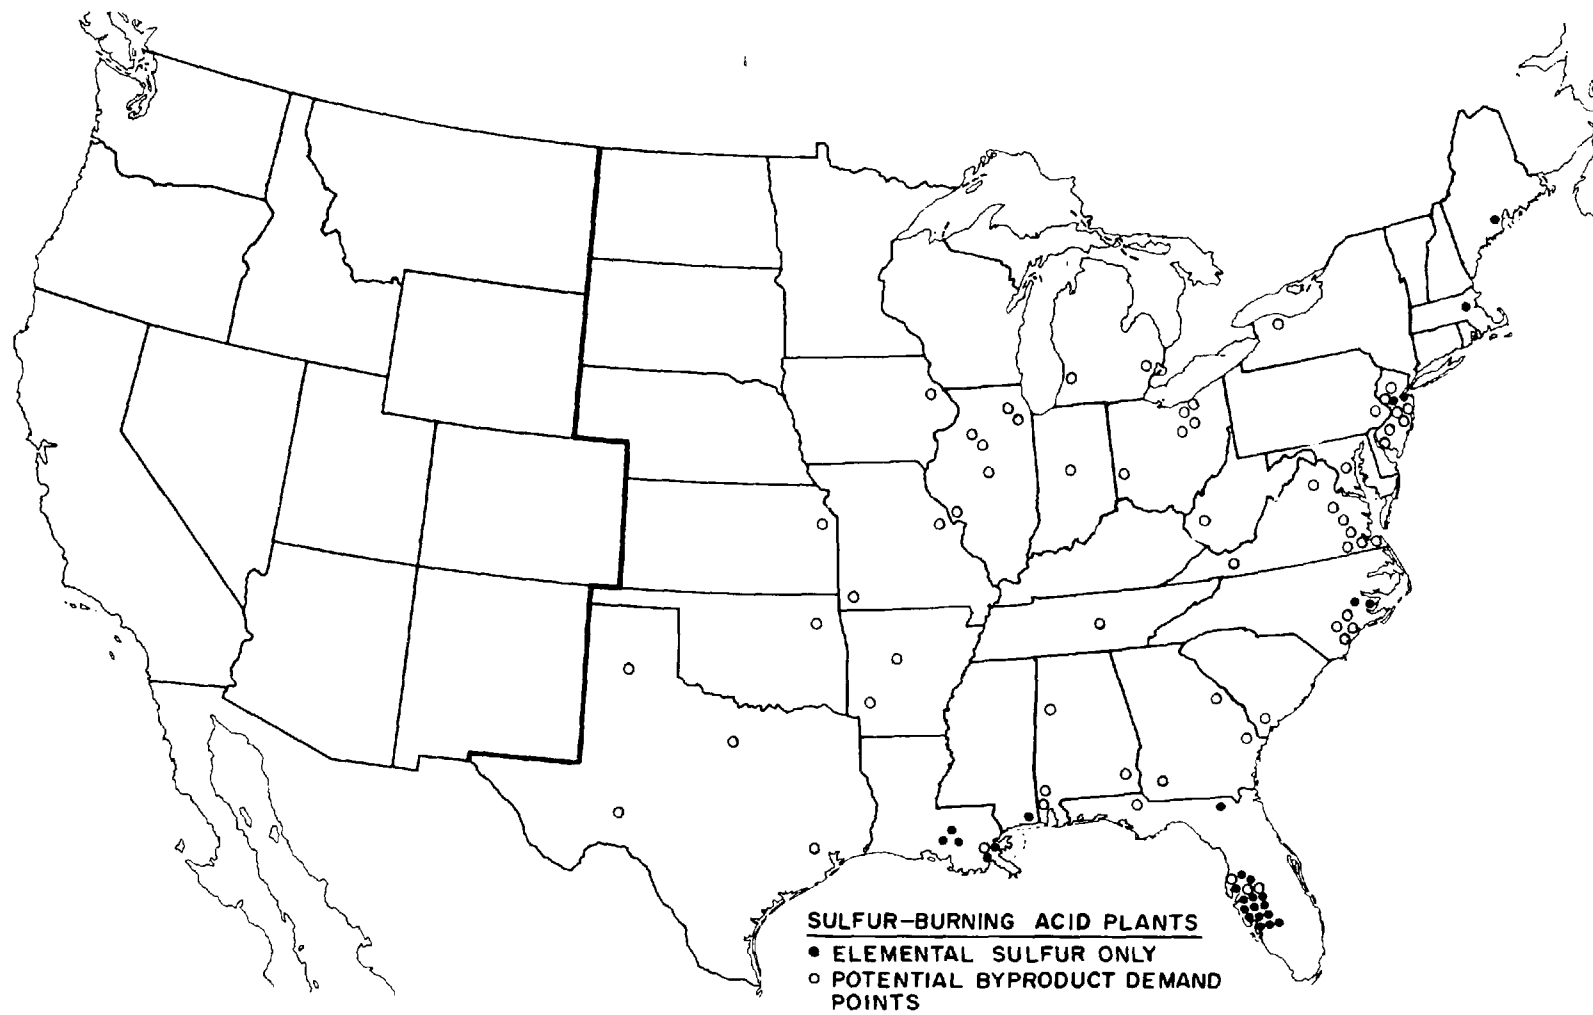 SULFUR-BURNING ACID PLANTS
ELEMENTAL SULFUR ONLY
POTENTIAL BYPRODUCT DEMAND
POINTS